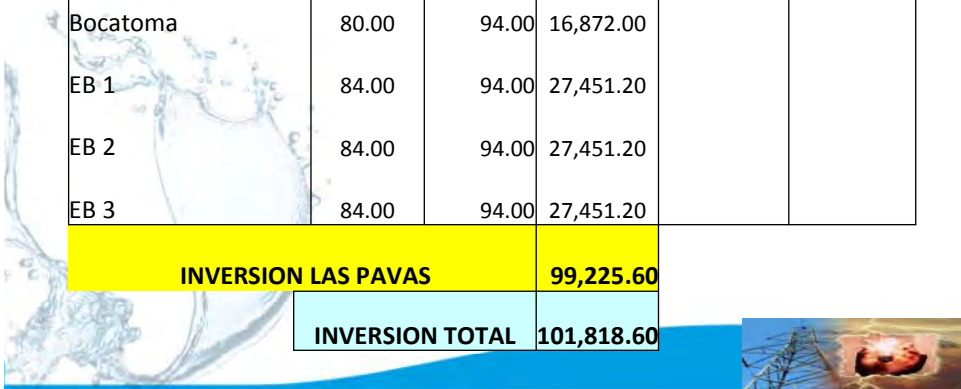 Bocatoma 80.00 94.00 16,872.00
EB 1 84.00 94.00 27,451.20
EB 2 84.00 94.00 27,451.20
EB 3 84.00 94.00 27,451.20
INVERSION LAS PAVAS 99,225.60
INVERSION TOTAL 101,818.60